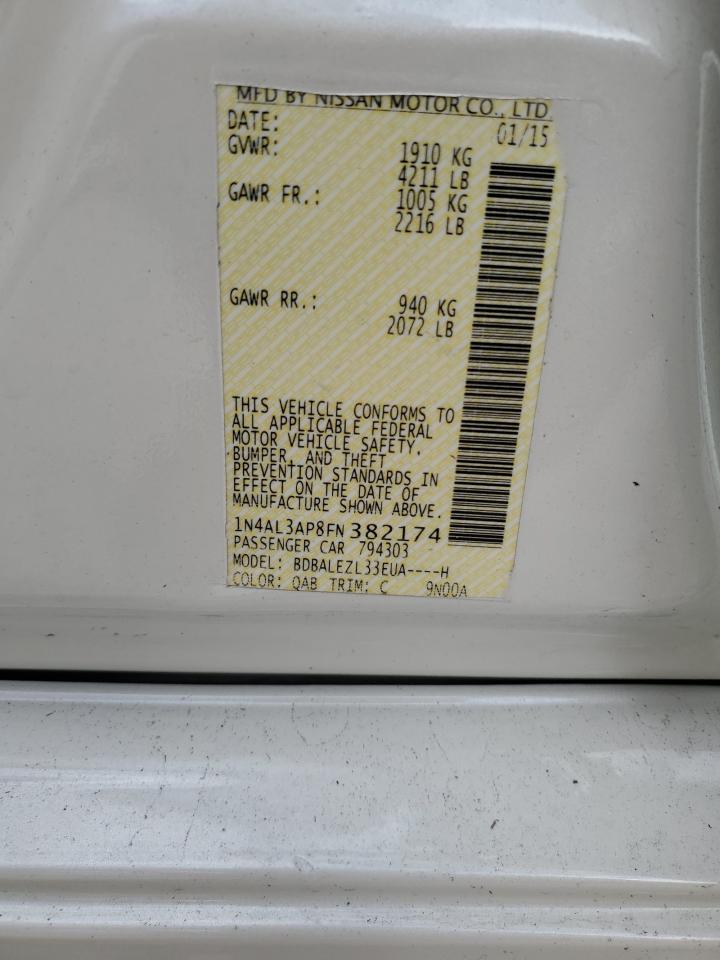 MFD BY NISSAN MOTOR CO., LTD.
DATE: 01/15
GVWR: 1910 KG
4211 LB
GAWR FR.: 1005 KG
2216 LB
GAWR RR.: 940 KG
2072 LB
THIS VEHICLE CONFORMS TO
ALL APPLICABLE FEDERAL
MOTOR VEHICLE SAFETY,
BUMPER, AND THEFT
PREVENTION STANDARDS IN
EFFECT ON THE DATE OF
MANUFACTURE SHOWN ABOVE.
1N4AL3AP8FN382174
PASSENGER CAR 794303
MODEL: BDBALEZL33EUA----H
COLOR: QAB TRIM: C 9N00A